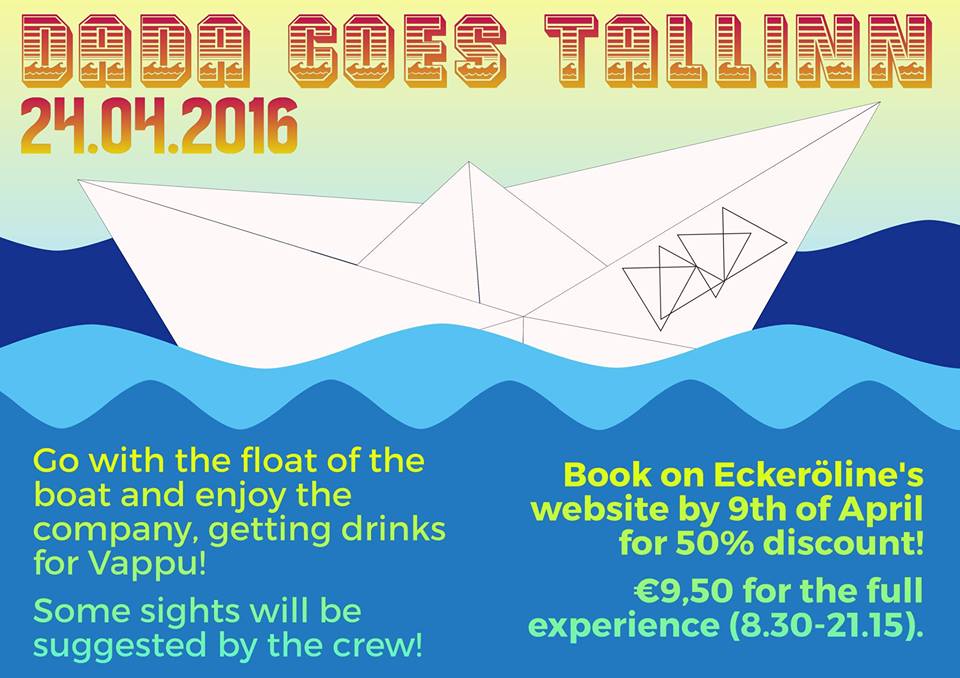 DADA GOES TALLINN
24.04.2016
Go with the float of the
boat and enjoy the
company, getting drinks
for Vappu!
Some sights will be
suggested by the crew!
Book on Eckeröline's
website by 9th of April
for 50% discount!
€9,50 for the full
experience (8.30-21.15).